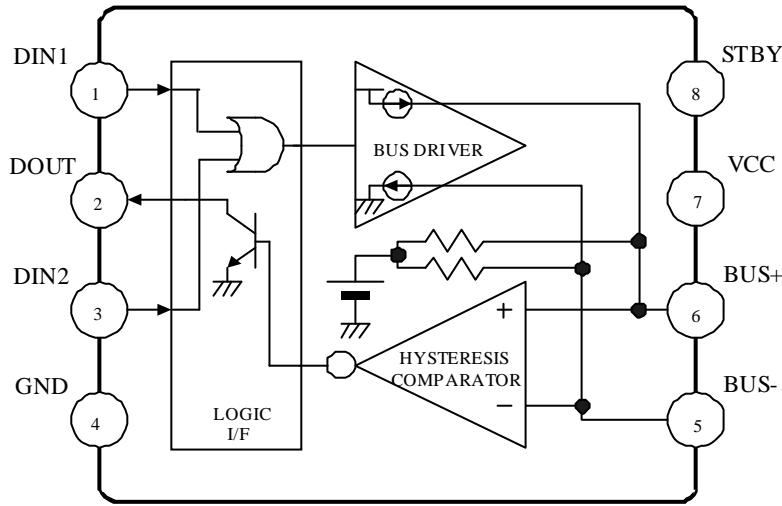 DIN1
1
DOUT
2
DIN2
3
GND
4
LOGIC
I/F
BUS DRIVER
+
HYSTERESIS
COMPARATOR
−
STBY
8
VCC
7
BUS+
6
BUS-
5